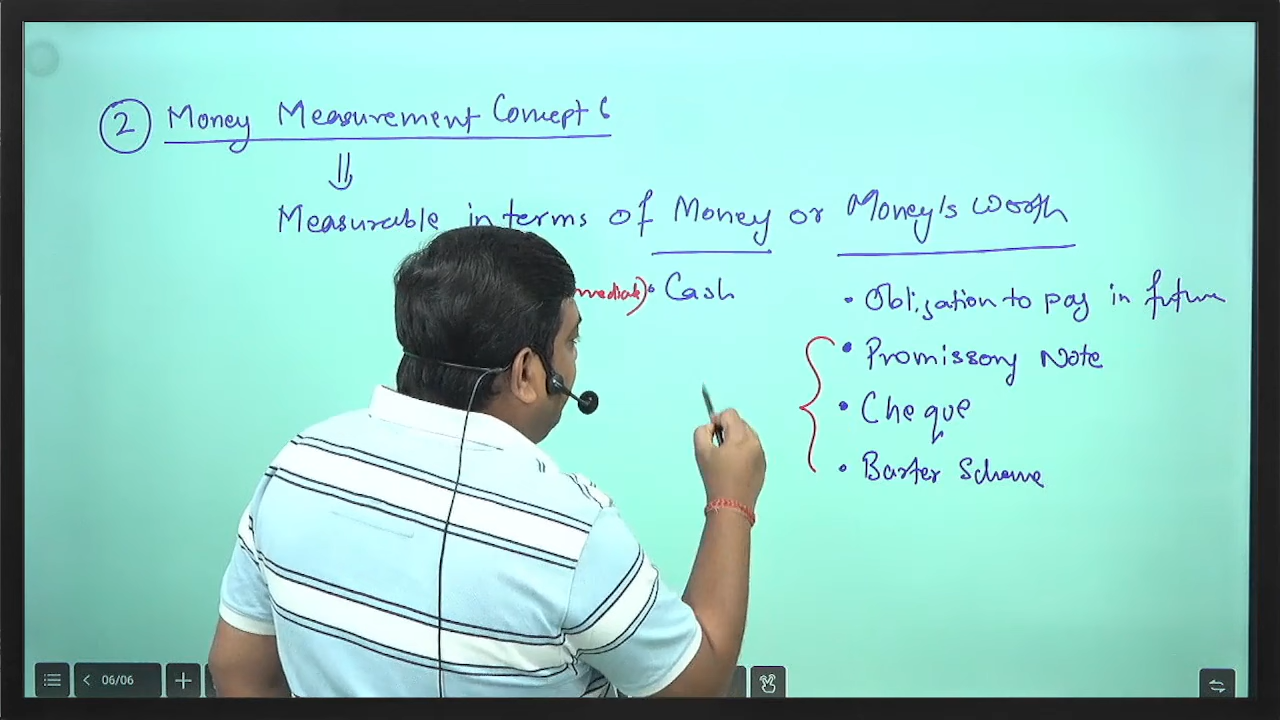 2 Money Measurement Concept
Measurable in terms of Money or Money's worth
Cash
• Obligation to pay in future
• Promissory Note
• Cheque
• Barter Scheme
06/06